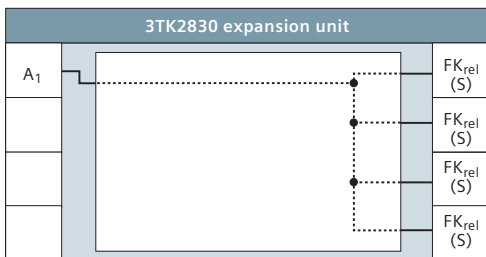 3TK2830 expansion unit
A1
FKrel
(S)
FKrel
(S)
FKrel
(S)
FKrel
(S)